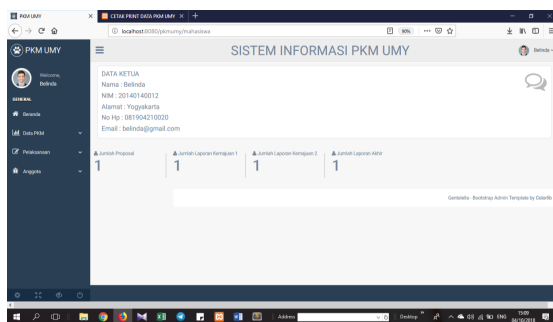 PKM UMY
CETAK PRINT DATA PKM UMY
localhost:8080/pkmumy/mahasiswa
90%
PKM UMY
SISTEM INFORMASI PKM UMY
Belinda
Welcome,
Belinda
GENERAL
Beranda
Data PKM
Pelaksanaan
Anggota
DATA KETUA
Nama : Belinda
NIM : 20140140012
Alamat : Yogyakarta
No Hp : 081904210020
Email : belinda@gmail.com
Jumlah Proposal
1
Jumlah Laporan Kemajuan 1
1
Jumlah Laporan Kemajuan 2
1
Jumlah Laporan Akhir
1
Gentelella - Bootstrap Admin Template by Colorlib
Address
Desktop
ENG
15:09
04/10/2018